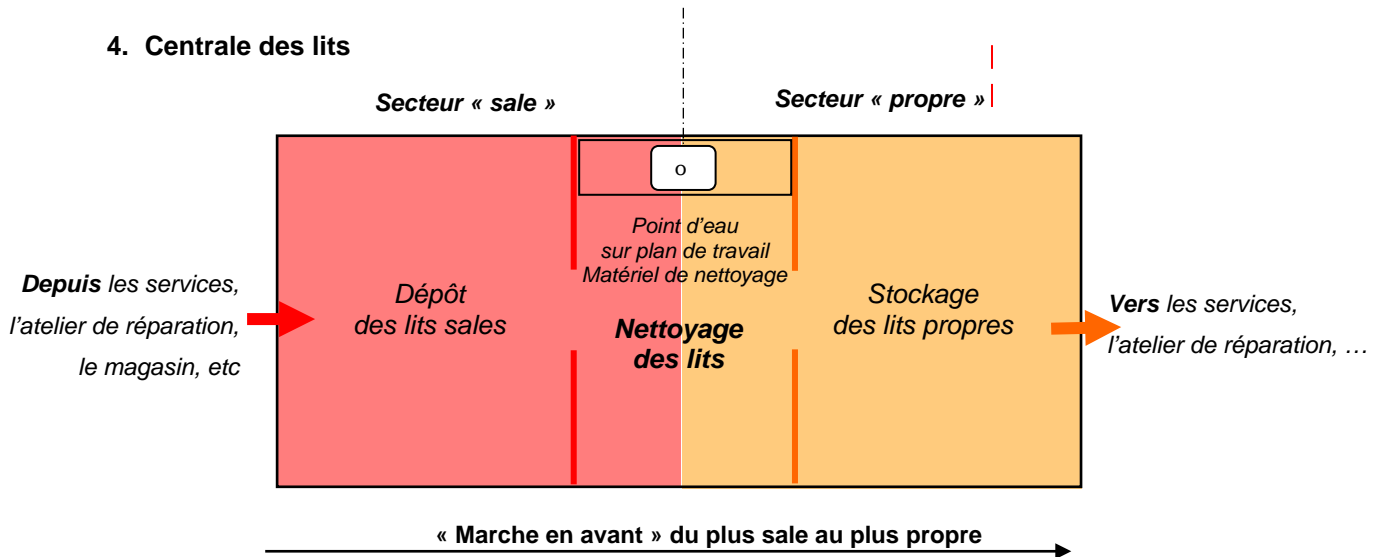 4. Centrale des lits
Secteur « sale »
Secteur « propre »
o
Point d’eau
sur plan de travail
Matériel de nettoyage
Depuis les services,
l’atelier de réparation,
le magasin, etc
Dépôt
des lits sales
Nettoyage
des lits
Stockage
des lits propres
Vers les services,
l’atelier de réparation, …
« Marche en avant » du plus sale au plus propre